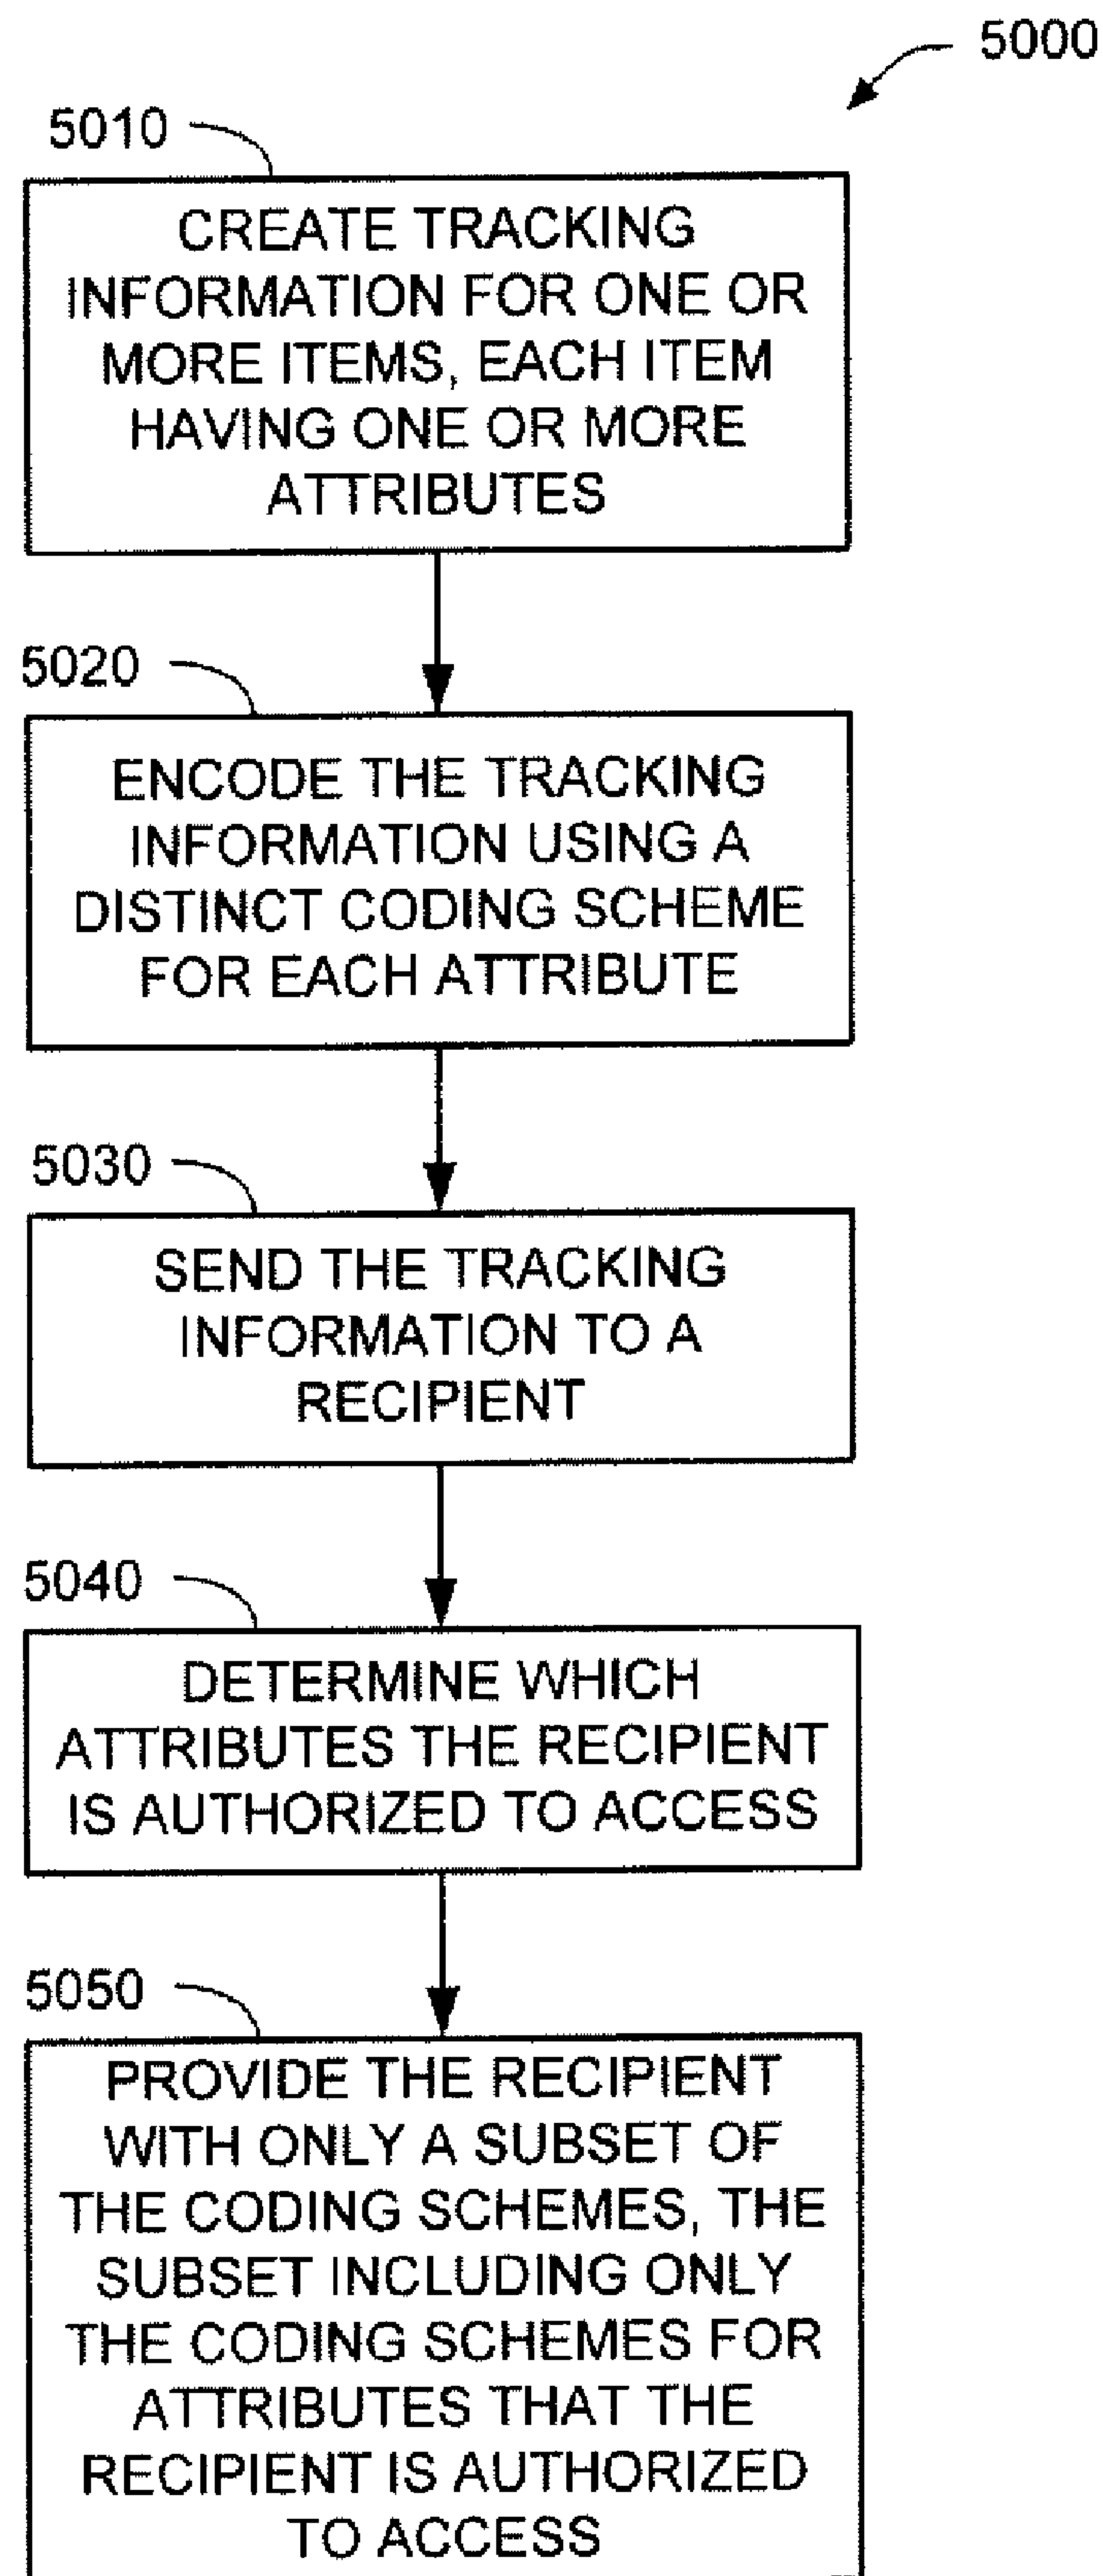 5000
5010
CREATE TRACKING
INFORMATION FOR ONE OR
MORE ITEMS, EACH ITEM
HAVING ONE OR MORE
ATTRIBUTES
5020
ENCODE THE TRACKING
INFORMATION USING A
DISTINCT CODING SCHEME
FOR EACH ATTRIBUTE
5030
SEND THE TRACKING
INFORMATION TO A
RECIPIENT
5040
DETERMINE WHICH
ATTRIBUTES THE RECIPIENT
IS AUTHORIZED TO ACCESS
5050
PROVIDE THE RECIPIENT
WITH ONLY A SUBSET OF
THE CODING SCHEMES, THE
SUBSET INCLUDING ONLY
THE CODING SCHEMES FOR
ATTRIBUTES THAT THE
RECIPIENT IS AUTHORIZED
TO ACCESS